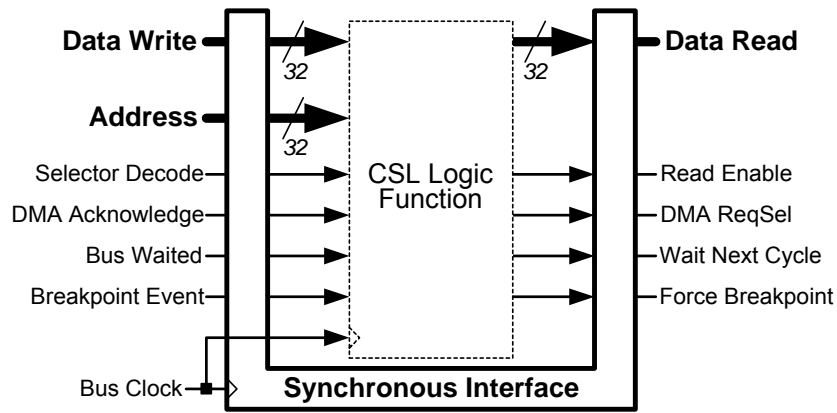 Data Write
32
32
Data Read
Address
32
Selector Decode
CSL Logic
Function
Read Enable
DMA Acknowledge
DMA ReqSel
Bus Waited
Wait Next Cycle
Breakpoint Event
Force Breakpoint
Bus Clock
Synchronous Interface